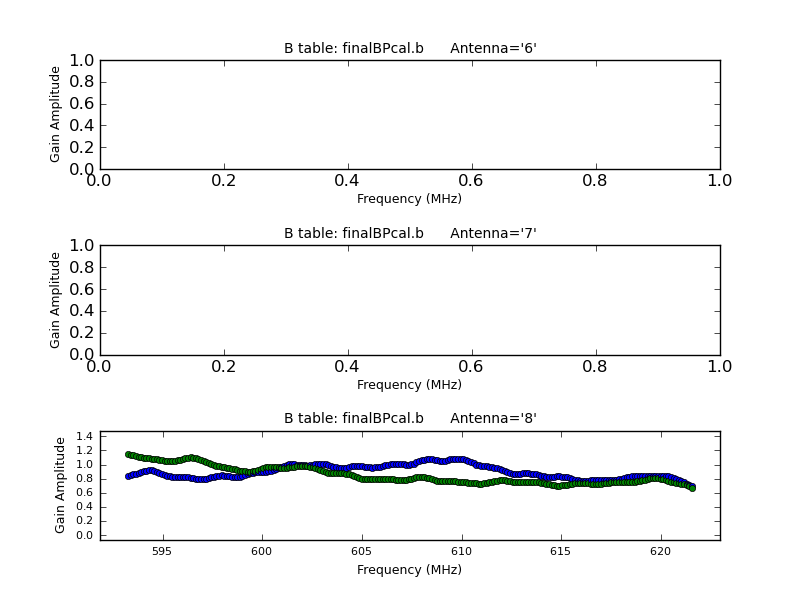 B table: finalBPcal.b Antenna='6'
1.0
0.8
0.6
0.4
0.2
0.0
Gain Amplitude
0.0 0.2 0.4 0.6 0.8 1.0
Frequency (MHz)
B table: finalBPcal.b Antenna='7'
1.0
0.8
0.6
0.4
0.2
0.0
Gain Amplitude
0.0 0.2 0.4 0.6 0.8 1.0
Frequency (MHz)
B table: finalBPcal.b Antenna='8'
1.4
1.2
1.0
0.8
0.6
0.4
0.2
0.0
Gain Amplitude
595 600 605 610 615 620
Frequency (MHz)